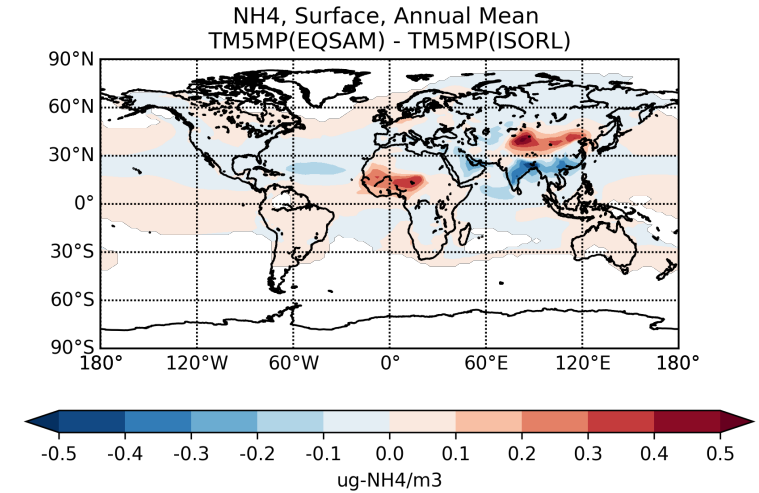 NH4, Surface, Annual Mean
TM5MP(EQSAM) - TM5MP(ISORL)
90°N
60°N
30°N
0°
30°S
60°S
90°S
180° 120°W 60°W 0° 60°E 120°E 180°
-0.5 -0.4 -0.3 -0.2 -0.1 0.0 0.1 0.2 0.3 0.4 0.5
ug-NH4/m3